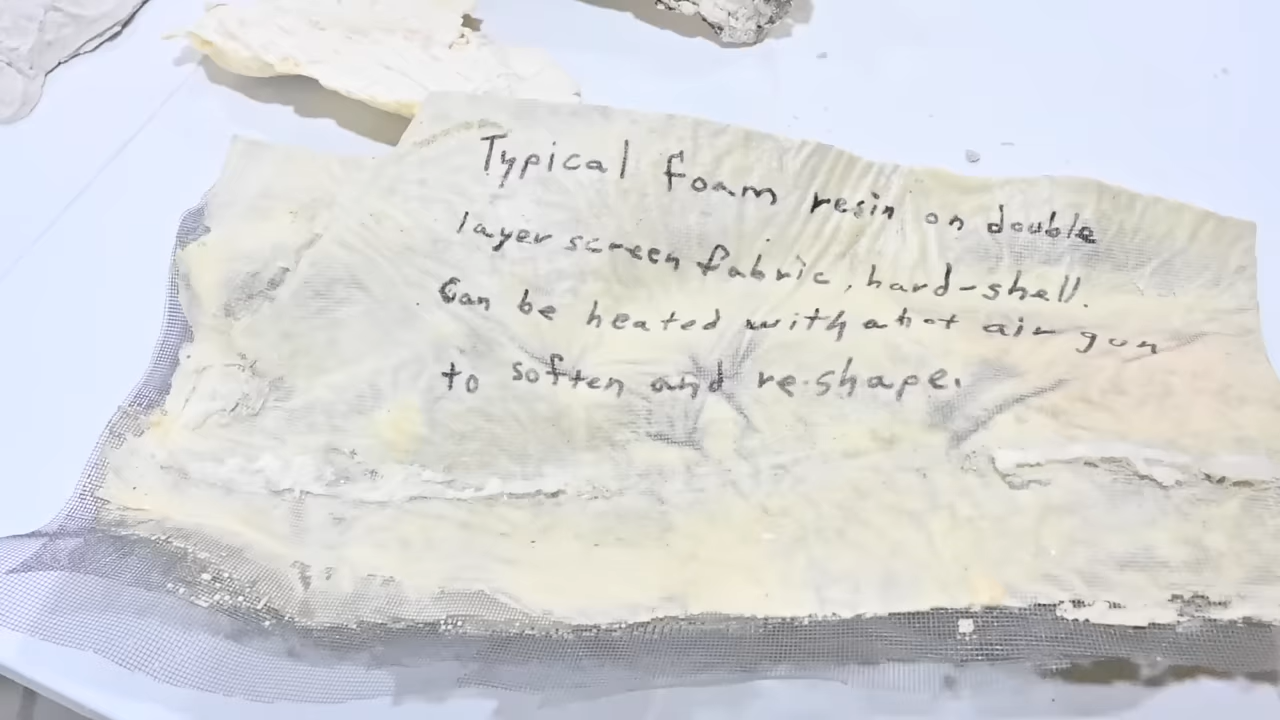 Typical foam resin on double
layer screen fabric, hard-shell.
Can be heated with a hot air gun
to soften and re-shape.